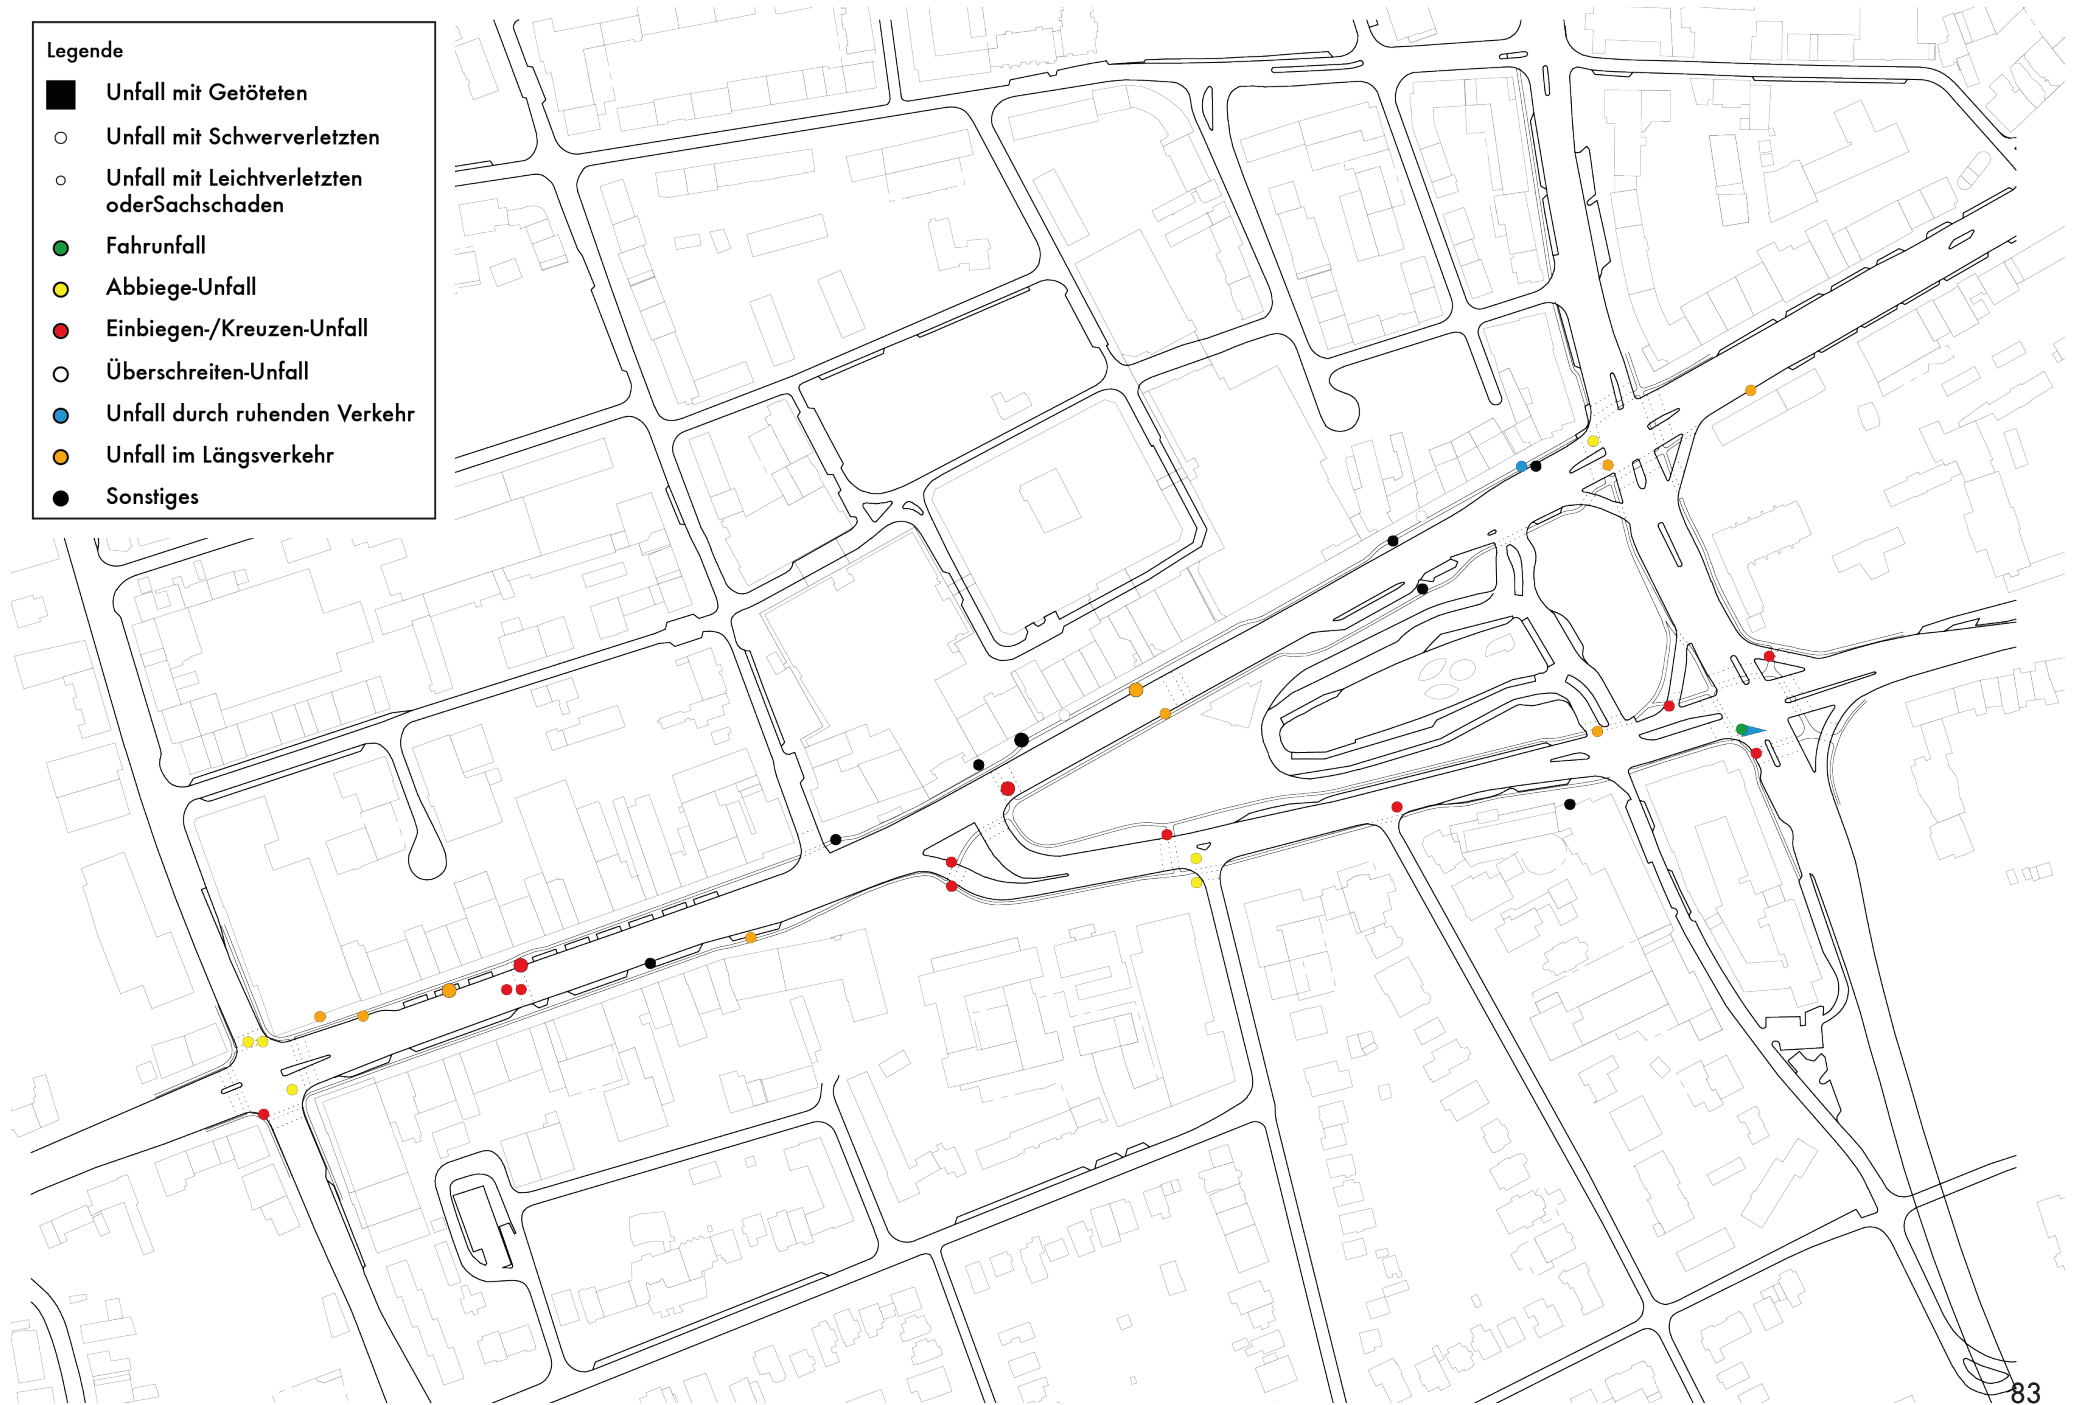 Legende
Unfall mit Getöteten
Unfall mit Schwerverletzten
Unfall mit Leichtverletzten
oderSachschaden
Fahrunfall
Abbiege-Unfall
Einbiegen-/Kreuzen-Unfall
Überschreiten-Unfall
Unfall durch ruhenden Verkehr
Unfall im Längsverkehr
Sonstiges
83